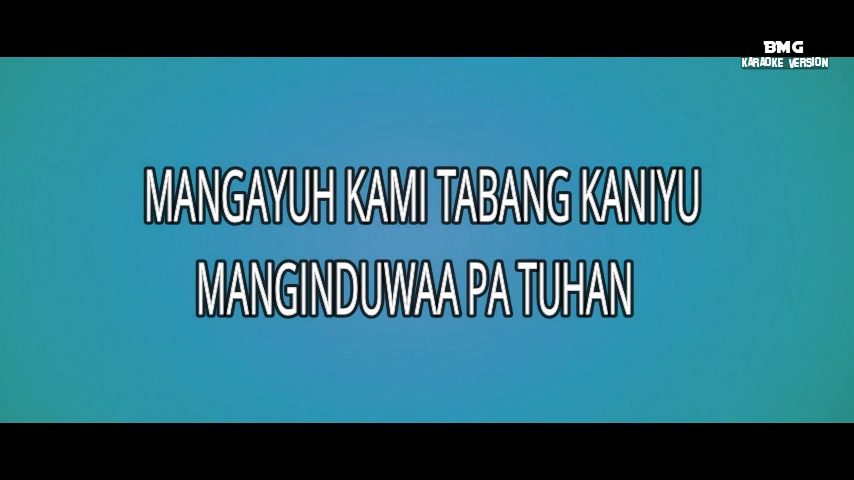 BMG
KARAOKE VERSION
MANGAYUH KAMI TABANG KANIYU
MANGINDUWAA PA TUHAN